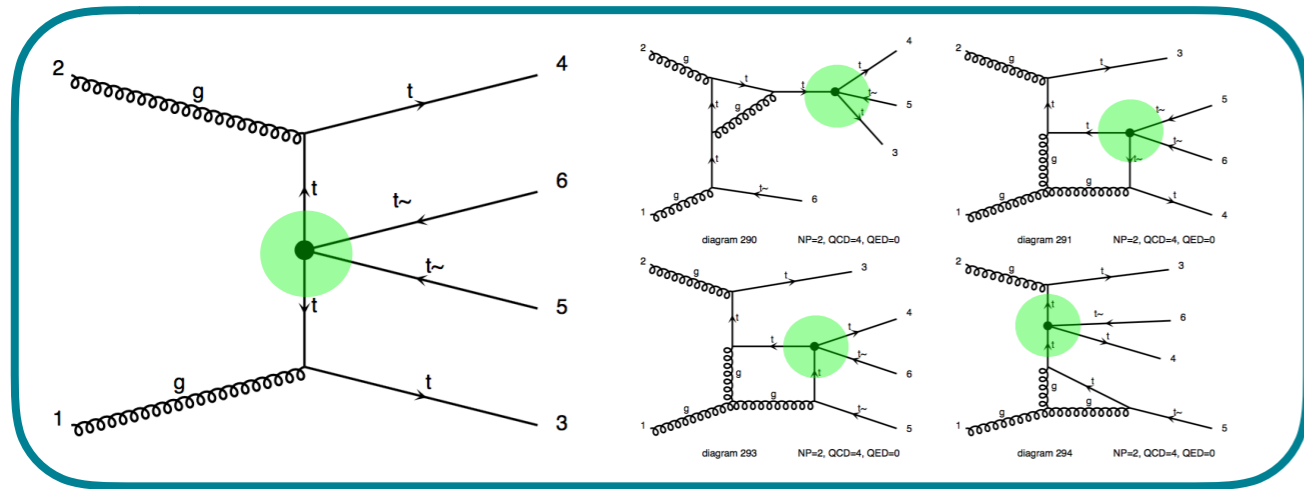 2
g
t
4
t
6
t~
t~
5
t
g
t
1
3
2
g
t
t
g
t
t
t~
t
4
5
3
t
g
t~
6
1
diagram 290 NP=2, QCD=4, QED=0
2
g
t
3
t
t
t~
5
t~
6
g
t~
g
g
t
4
1
diagram 291 NP=2, QCD=4, QED=0
2
g
t
3
t
t
t
4
t~
6
g
t
g
g
t~
5
1
diagram 293 NP=2, QCD=4, QED=0
2
g
t
3
t
t~
6
t
t
4
g
t
g
g
t~
5
1
diagram 294 NP=2, QCD=4, QED=0